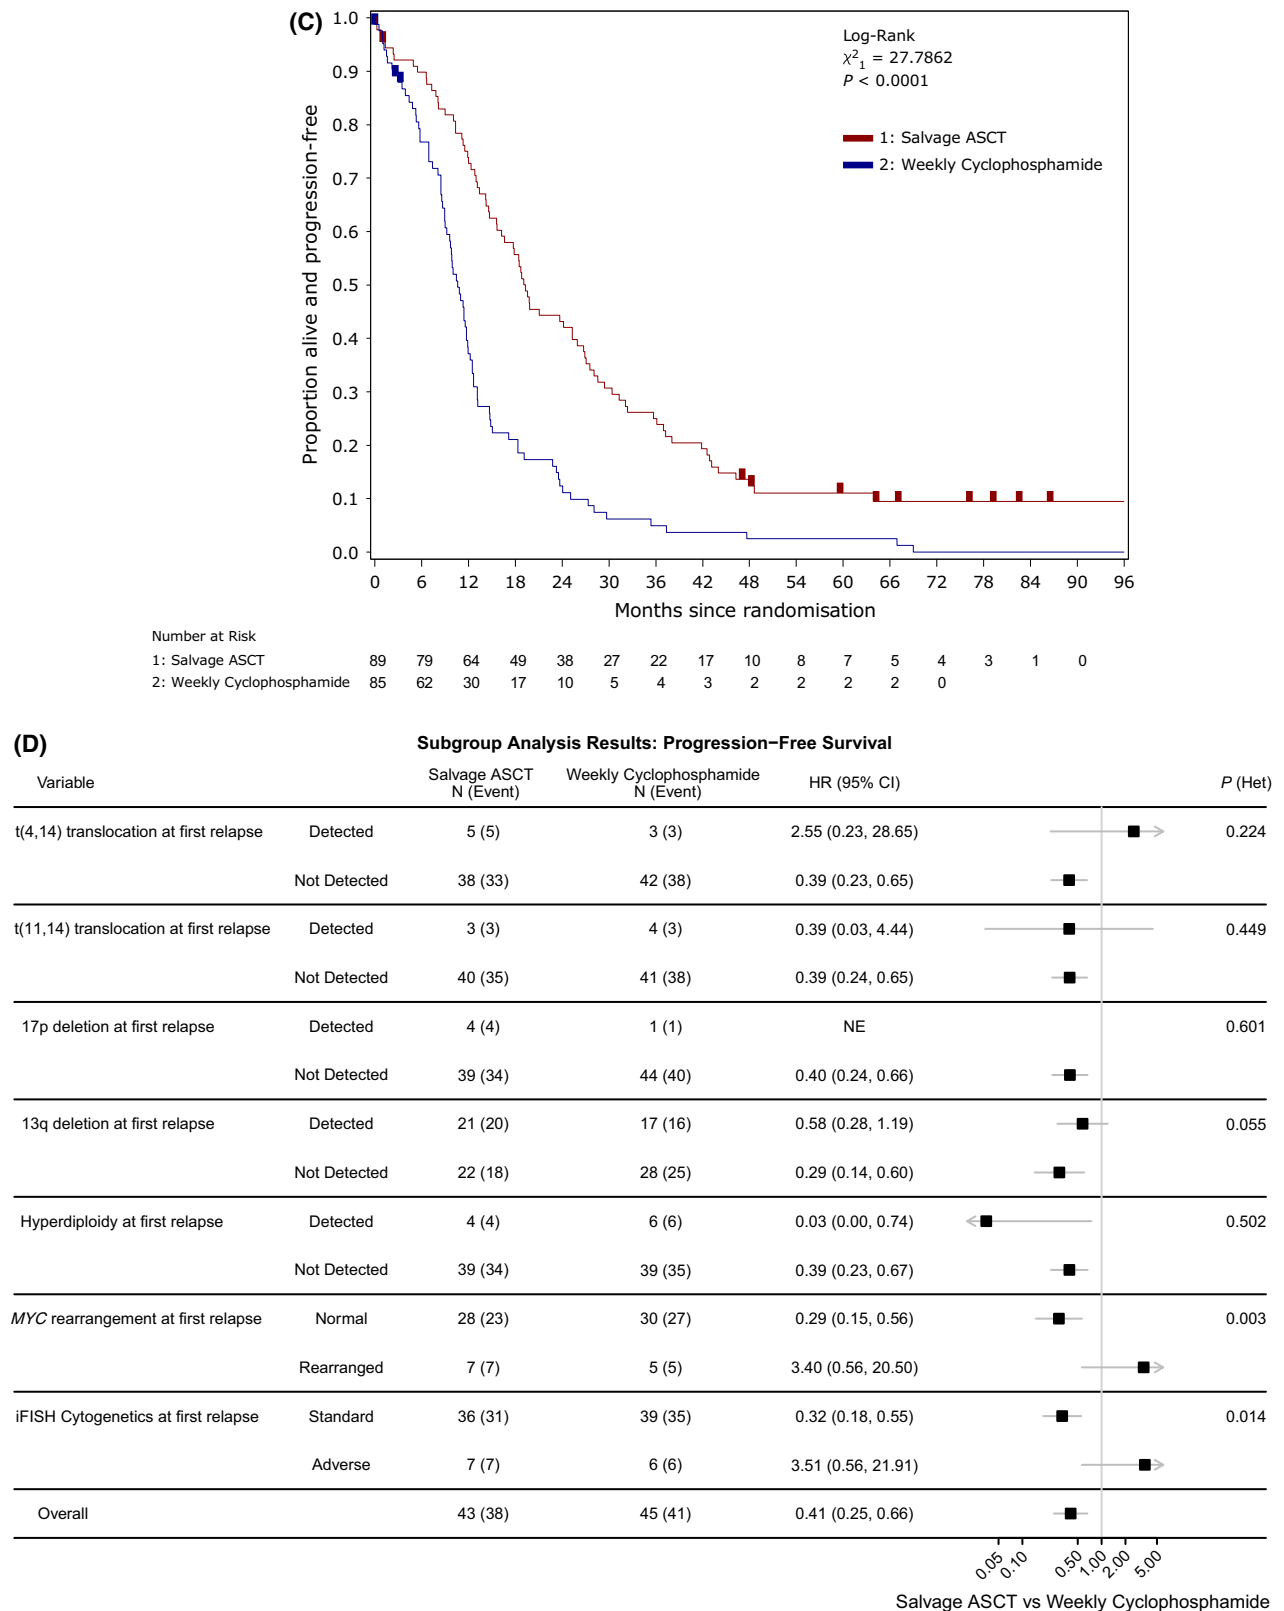 (C)
Log-Rank
χ²₁ = 27.7862
P < 0.0001
1: Salvage ASCT
2: Weekly Cyclophosphamide
Proportion alive and progression-free
1.0
0.9
0.8
0.7
0.6
0.5
0.4
0.3
0.2
0.1
0.0
0 6 12 18 24 30 36 42 48 54 60 66 72 78 84 90 96
Months since randomisation
Number at Risk
1: Salvage ASCT 89 79 64 49 38 27 22 17 10 8 7 5 4 3 1 0
2: Weekly Cyclophosphamide 85 62 30 17 10 5 4 3 2 2 2 2 0
(D) Subgroup Analysis Results: Progression−Free Survival
Variable Salvage ASCT N (Event) Weekly Cyclophosphamide N (Event) HR (95% CI) P (Het)
t(4,14) translocation at first relapse Detected 5 (5) 3 (3) 2.55 (0.23, 28.65) 0.224
Not Detected 38 (33) 42 (38) 0.39 (0.23, 0.65)
t(11,14) translocation at first relapse Detected 3 (3) 4 (3) 0.39 (0.03, 4.44) 0.449
Not Detected 40 (35) 41 (38) 0.39 (0.24, 0.65)
17p deletion at first relapse Detected 4 (4) 1 (1) NE 0.601
Not Detected 39 (34) 44 (40) 0.40 (0.24, 0.66)
13q deletion at first relapse Detected 21 (20) 17 (16) 0.58 (0.28, 1.19) 0.055
Not Detected 22 (18) 28 (25) 0.29 (0.14, 0.60)
Hyperdiploidy at first relapse Detected 4 (4) 6 (6) 0.03 (0.00, 0.74) 0.502
Not Detected 39 (34) 39 (35) 0.39 (0.23, 0.67)
MYC rearrangement at first relapse Normal 28 (23) 30 (27) 0.29 (0.15, 0.56) 0.003
Rearranged 7 (7) 5 (5) 3.40 (0.56, 20.50)
iFISH Cytogenetics at first relapse Standard 36 (31) 39 (35) 0.32 (0.18, 0.55) 0.014
Adverse 7 (7) 6 (6) 3.51 (0.56, 21.91)
Overall 43 (38) 45 (41) 0.41 (0.25, 0.66)
0.05 0.10 0.50 1.00 2.00 5.00
Salvage ASCT vs Weekly Cyclophosphamide